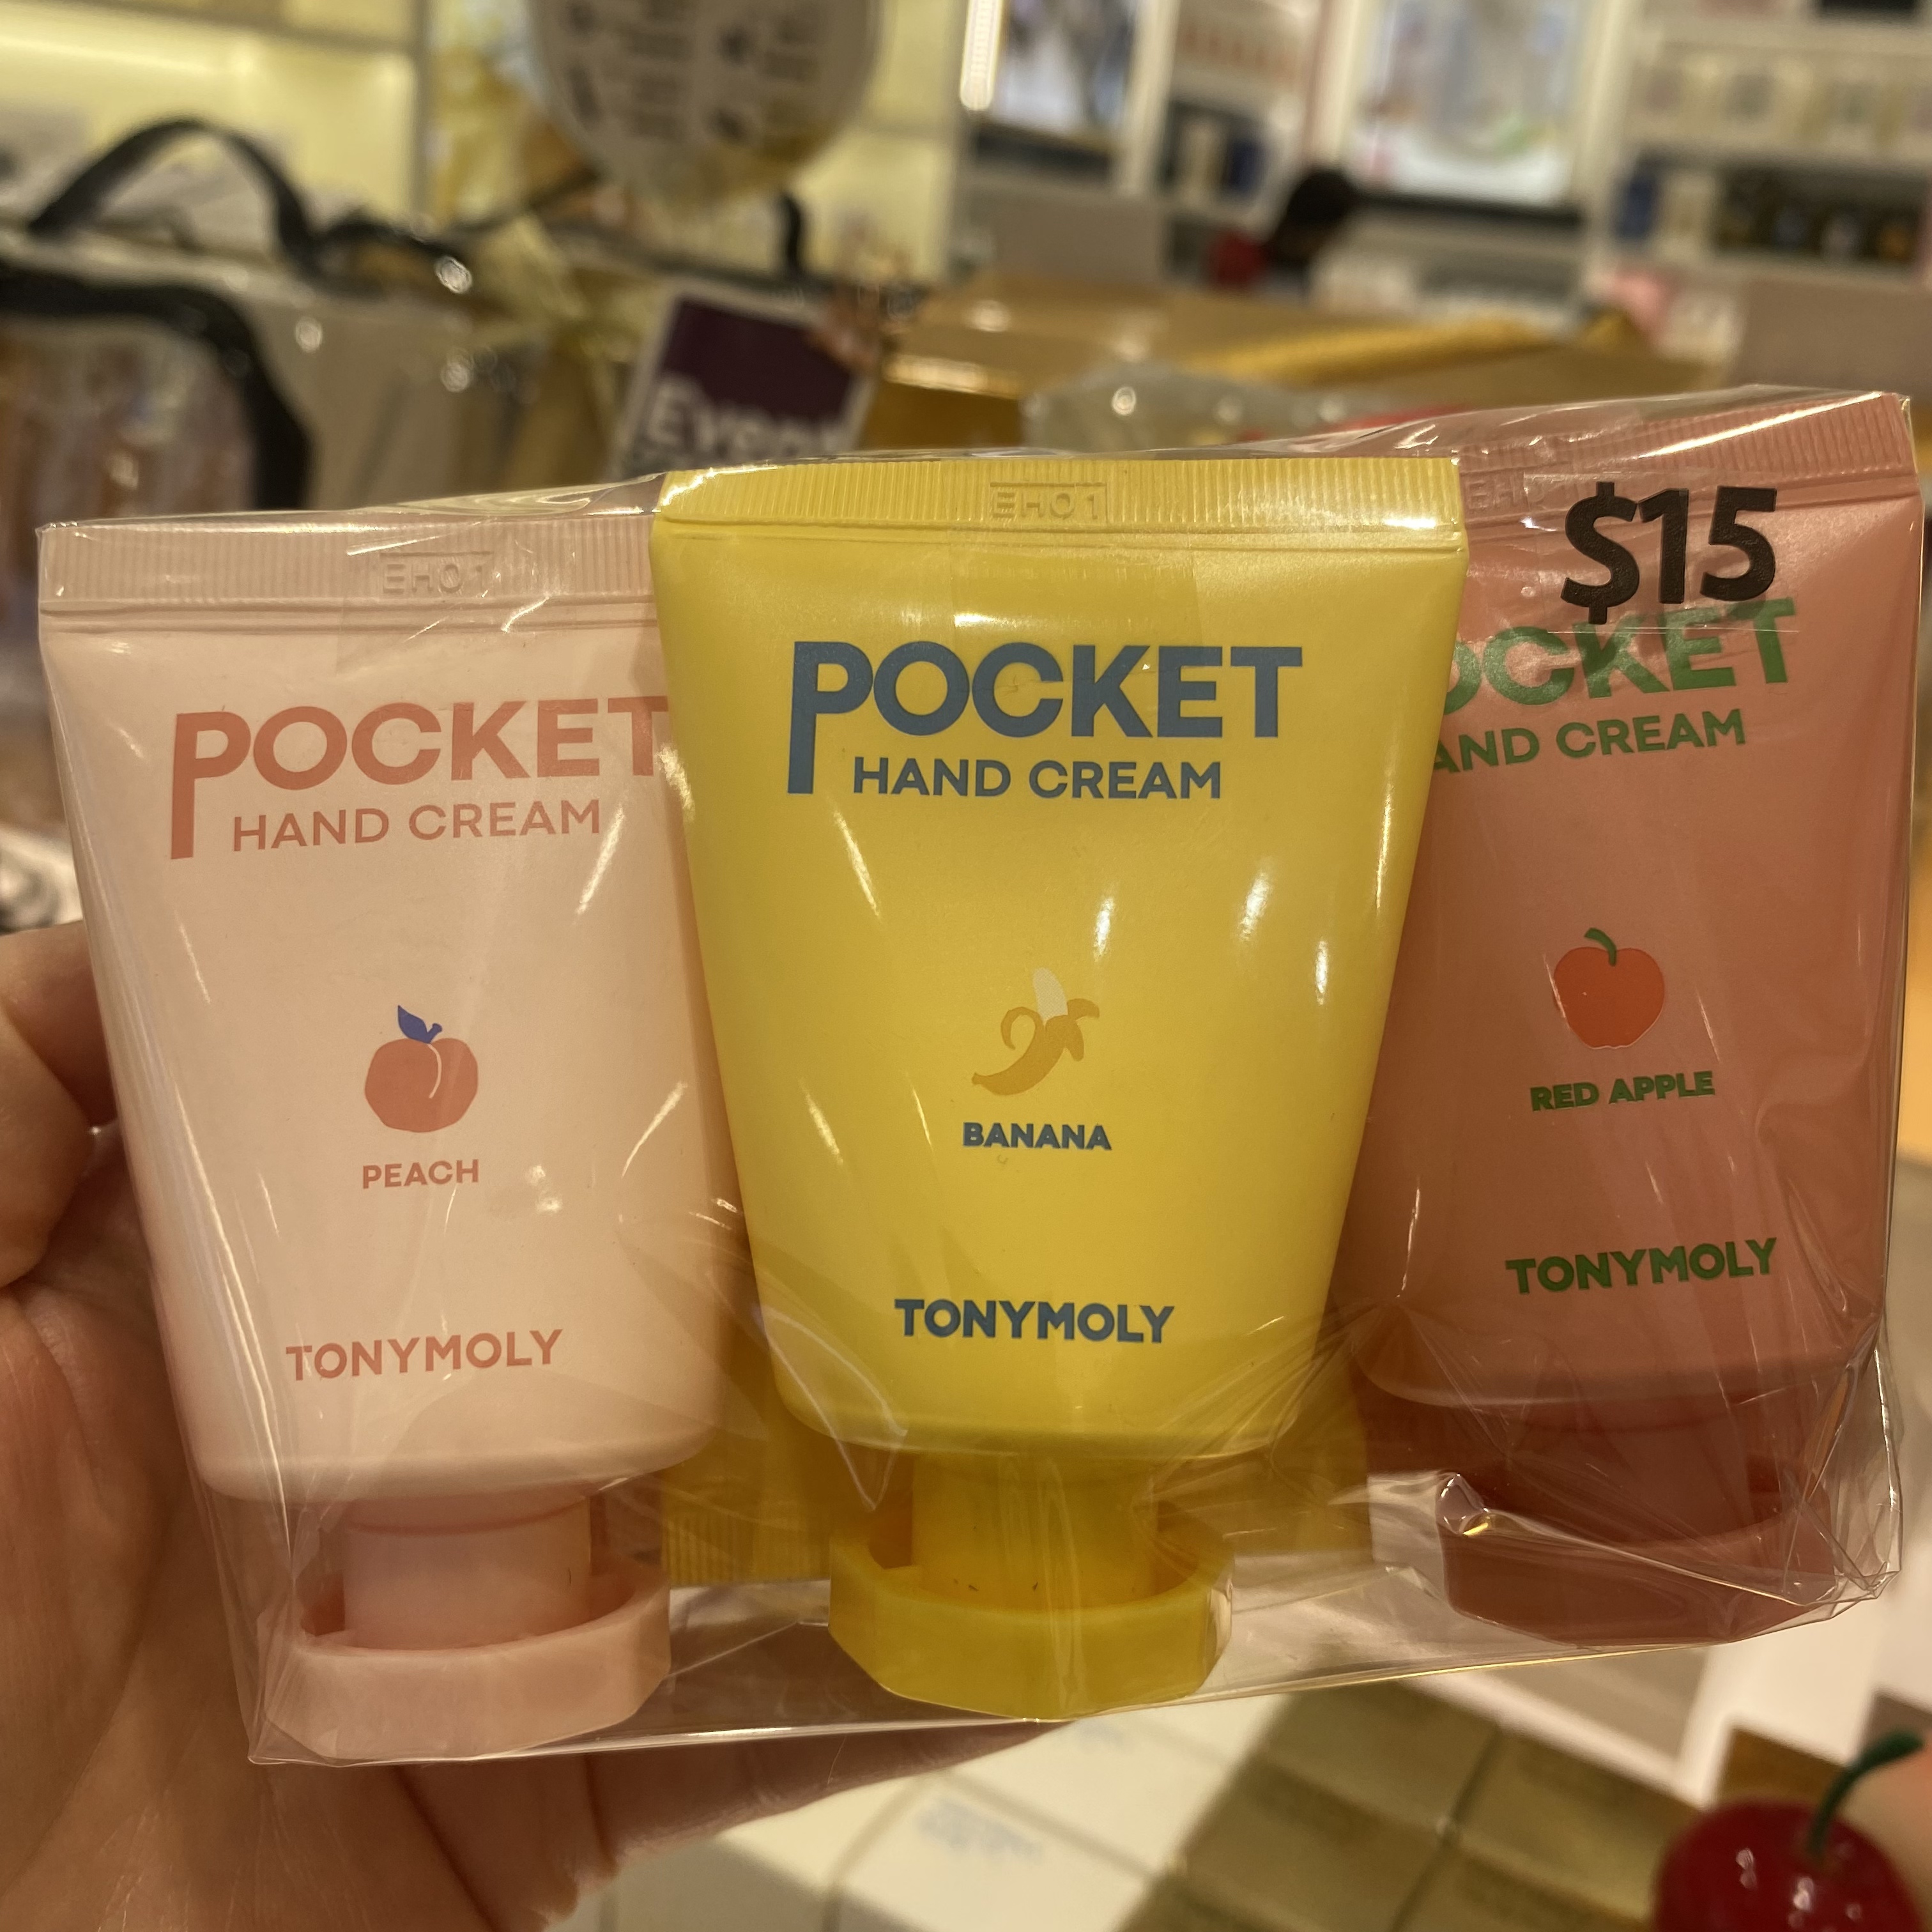 EH01
POCKET
HAND CREAM
PEACH
TONYMOLY
EH01
POCKET
HAND CREAM
BANANA
TONYMOLY
$15
OCKET
AND CREAM
RED APPLE
TONYMOLY